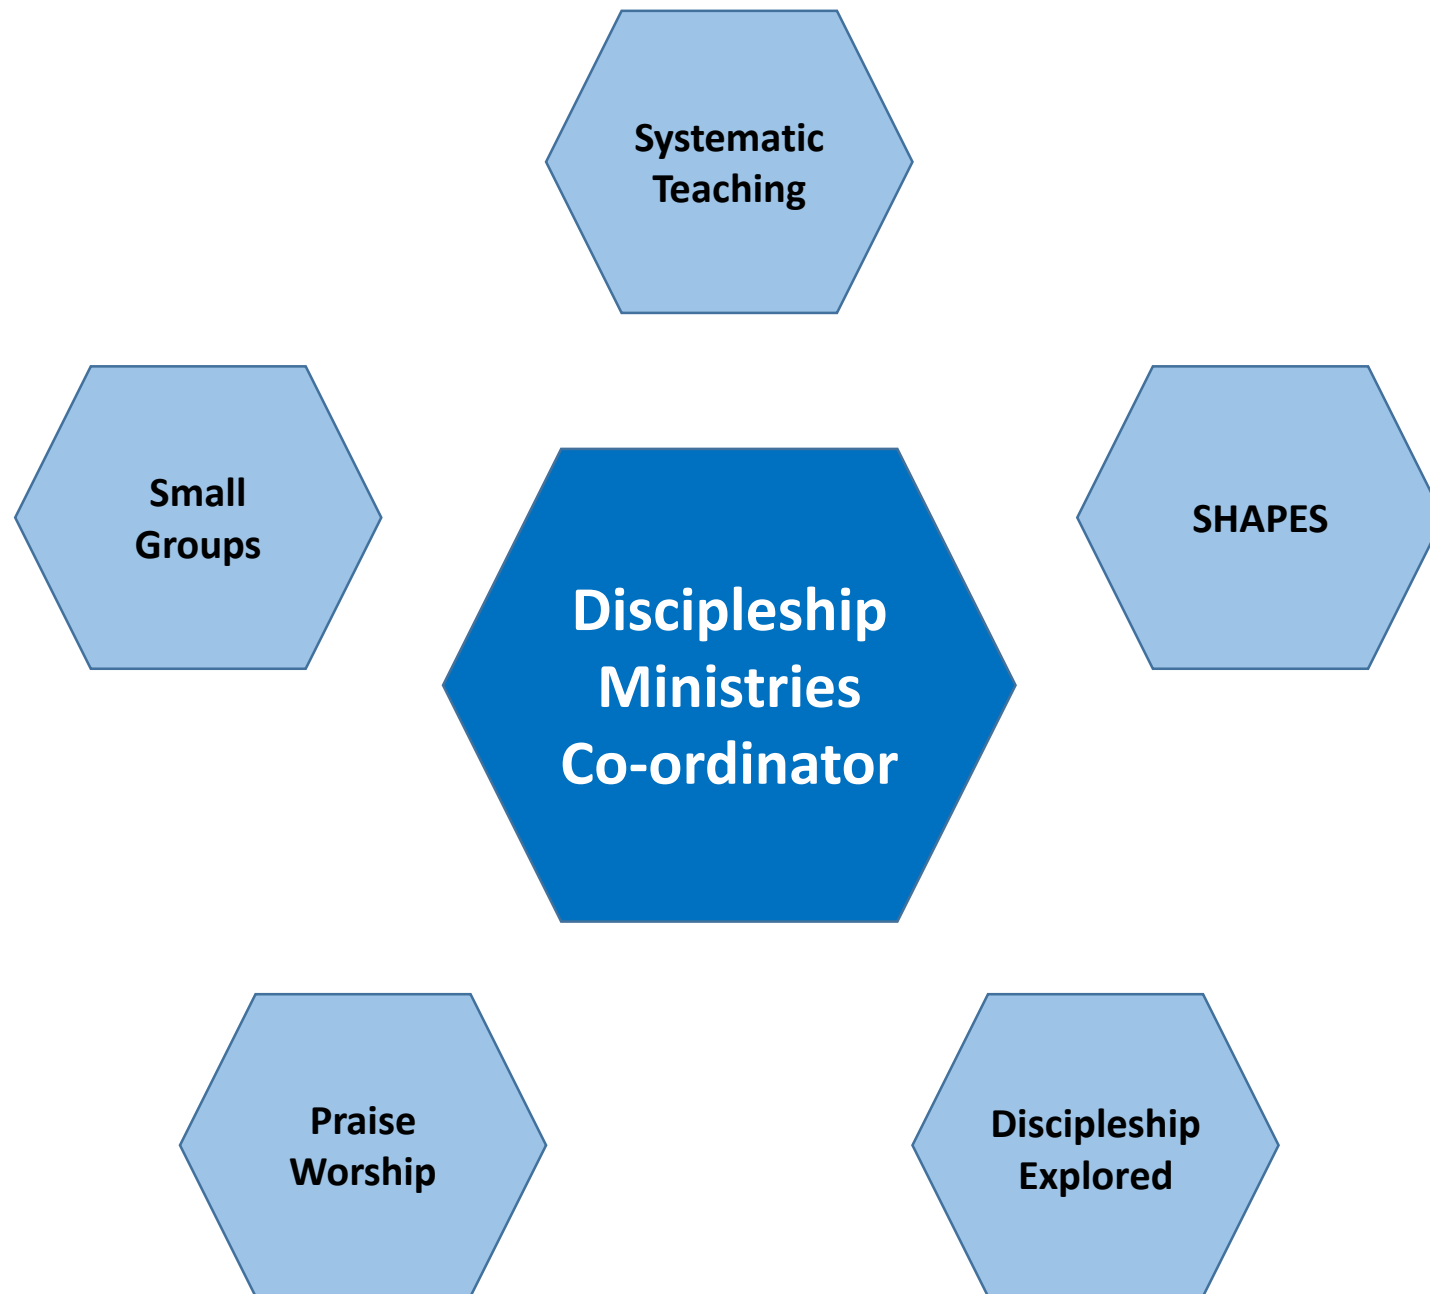 Systematic
Teaching
Small
Groups
SHAPES
Discipleship
Ministries
Co-ordinator
Praise
Worship
Discipleship
Explored